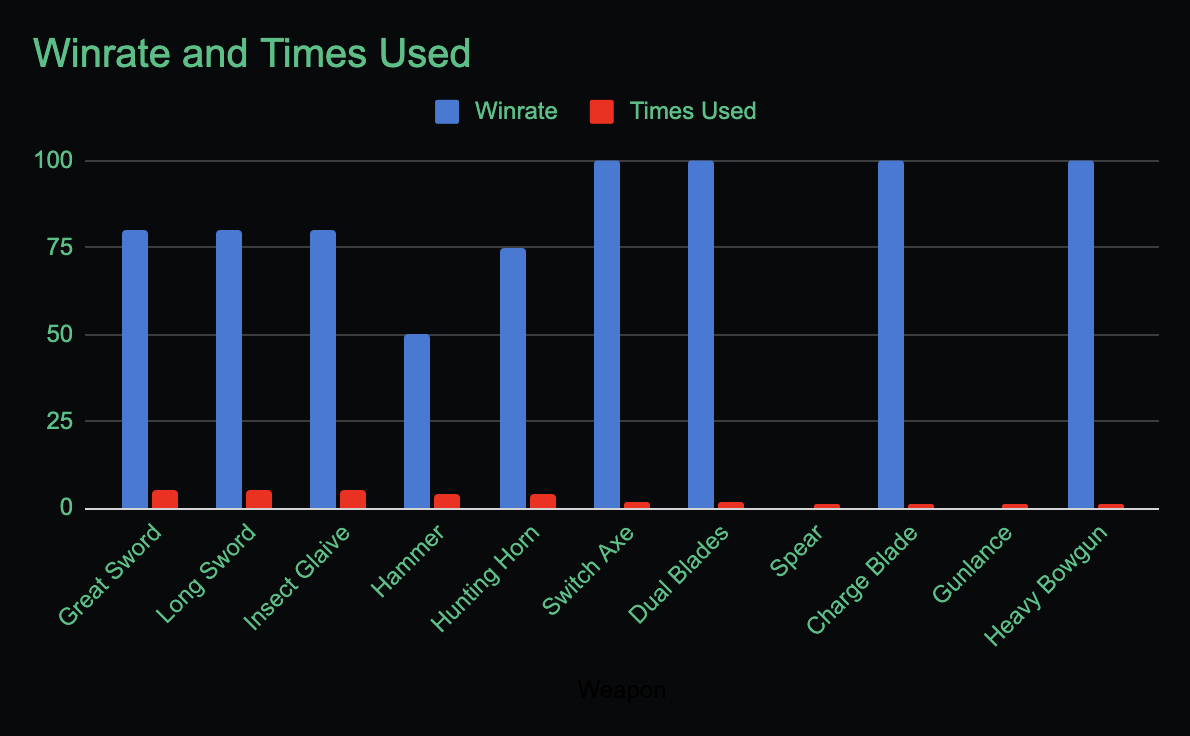 Winrate and Times Used
Winrate
Times Used
100
75
50
25
0
Great Sword
Long Sword
Insect Glaive
Hammer
Hunting Horn
Switch Axe
Dual Blades
Spear
Charge Blade
Gunlance
Heavy Bowgun
Weapon